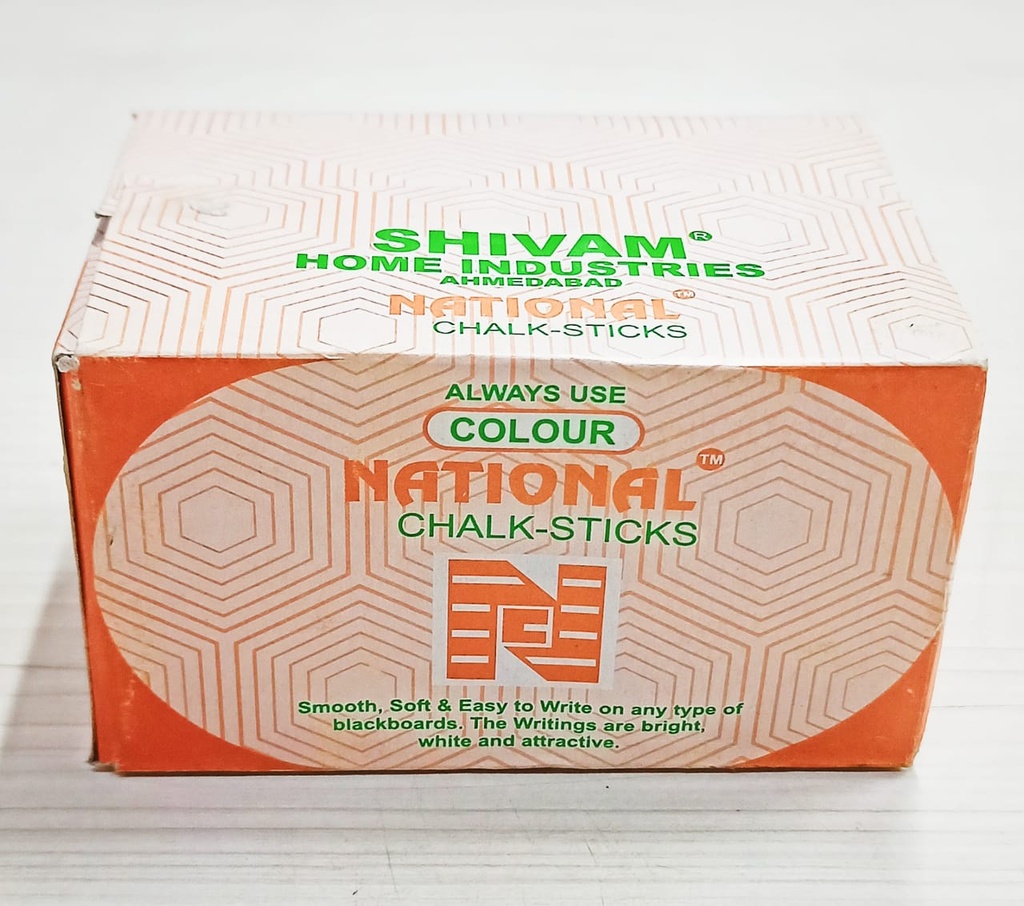 SHIVAM®
HOME INDUSTRIES
AHMEDABAD
NATIONAL™
CHALK-STICKS
ALWAYS USE
COLOUR
NATIONAL™
CHALK-STICKS
Smooth, Soft & Easy to Write on any type of
blackboards. The Writings are bright,
white and attractive.